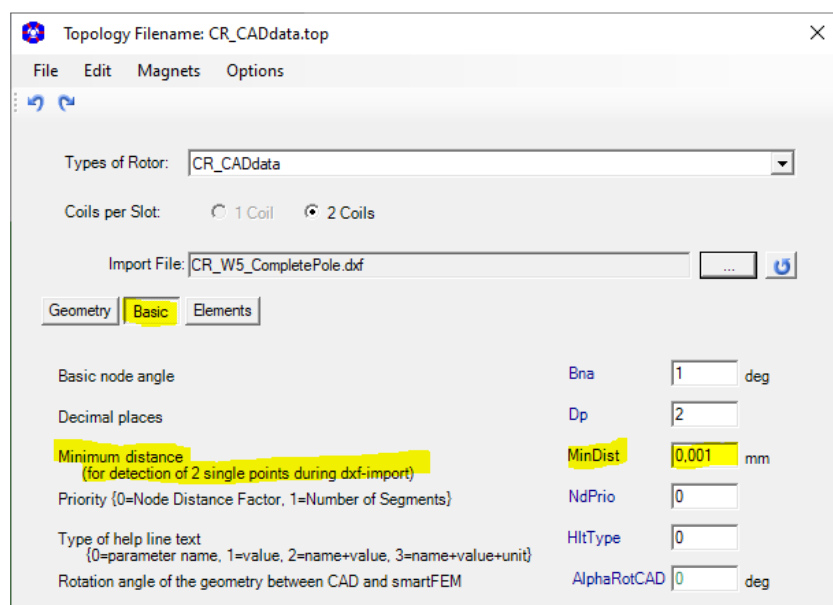 Topology Filename: CR_CADdata.top
File Edit Magnets Options
Types of Rotor: CR_CADdata
Coils per Slot: 1 Coil 2 Coils
Import File: CR_W5_CompletePole.dxf ...
Geometry Basic Elements
Basic node angle Bna 1 deg
Decimal places Dp 2
Minimum distance MinDist 0,001 mm
(for detection of 2 single points during dxf-import)
Priority {0=Node Distance Factor, 1=Number of Segments} NdPrio 0
Type of help line text HltType 0
{0=parameter name, 1=value, 2=name+value, 3=name+value+unit}
Rotation angle of the geometry between CAD and smartFEM AlphaRotCAD 0 deg